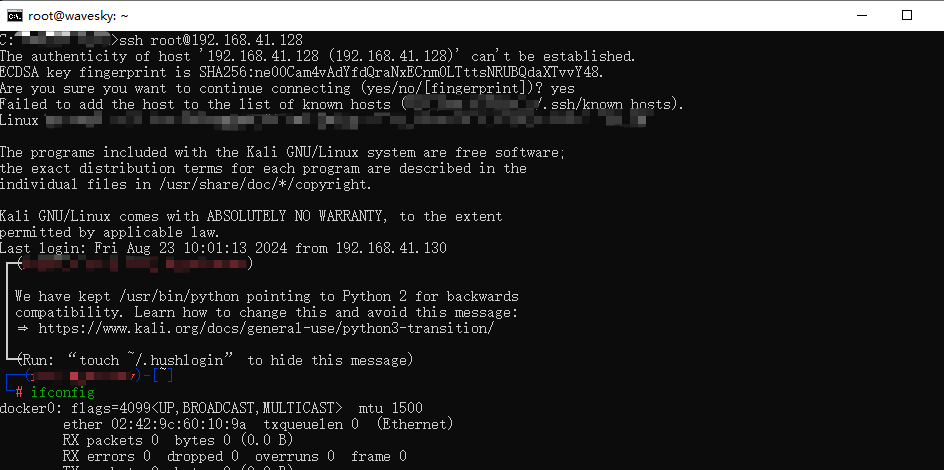 root@wavesky: ~
C: >ssh root@192.168.41.128
The authenticity of host '192.168.41.128 (192.168.41.128)' can't be established.
ECDSA key fingerprint is SHA256:ne00Cam4vAdYfdQraNxECnmOLTttsNRUBQdaXTvvY48.
Are you sure you want to continue connecting (yes/no/[fingerprint])? yes
Failed to add the host to the list of known hosts ( /.ssh/known_hosts).
Linux
The programs included with the Kali GNU/Linux system are free software;
the exact distribution terms for each program are described in the
individual files in /usr/share/doc/*/copyright.
Kali GNU/Linux comes with ABSOLUTELY NO WARRANTY, to the extent
permitted by applicable law.
Last login: Fri Aug 23 10:01:13 2024 from 192.168.41.130
( )
We have kept /usr/bin/python pointing to Python 2 for backwards
compatibility. Learn how to change this and avoid this message:
⇒ https://www.kali.org/docs/general-use/python3-transition/
(Run: “touch ~/.hushlogin” to hide this message)
( )-[~]
# ifconfig
docker0: flags=4099<UP,BROADCAST,MULTICAST>  mtu 1500
ether 02:42:9c:60:10:9a  txqueuelen 0  (Ethernet)
RX packets 0  bytes 0 (0.0 B)
RX errors 0  dropped 0  overruns 0  frame 0